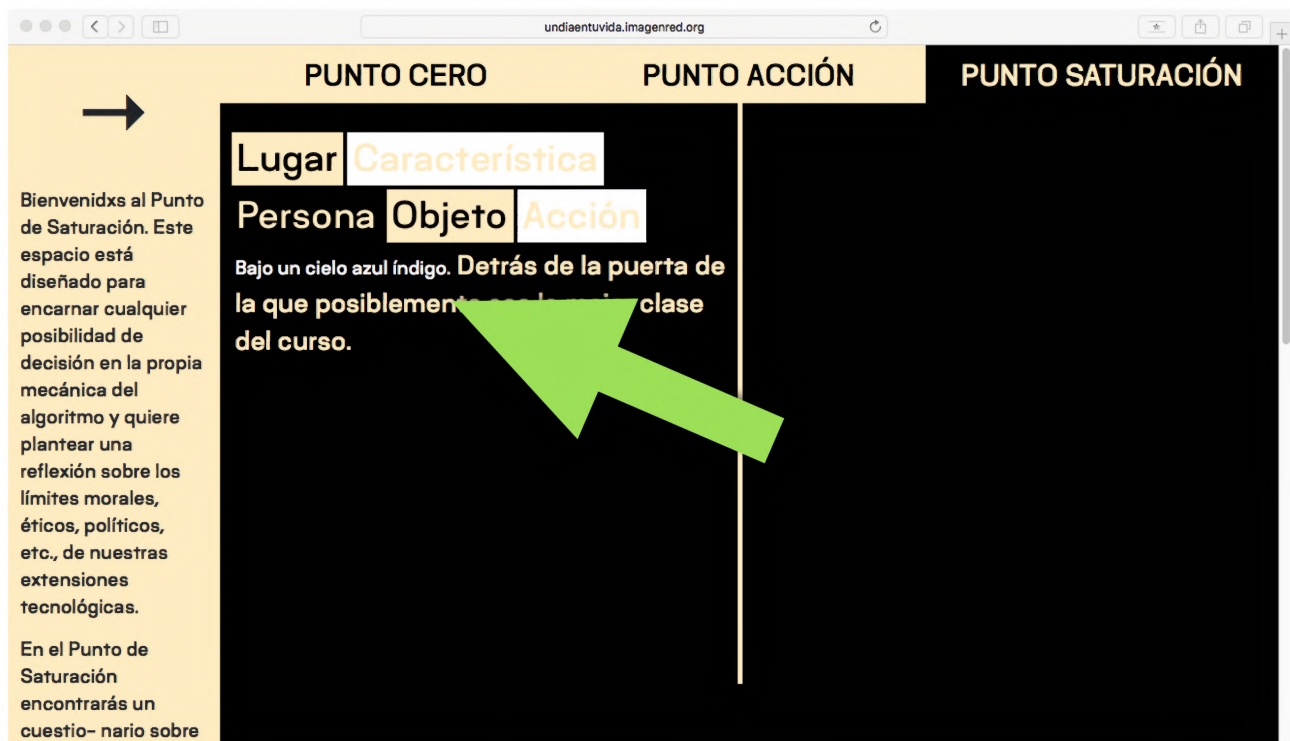 undiaentuvida.imagenred.org
PUNTO CERO
PUNTO ACCIÓN
PUNTO SATURACIÓN
Bienvenidxs al Punto
de Saturación. Este
espacio está
diseñado para
encarnar cualquier
posibilidad de
decisión en la propia
mecánica del
algoritmo y quiere
plantear una
reflexión sobre los
límites morales,
éticos, políticos,
etc., de nuestras
extensiones
tecnológicas.
En el Punto de
Saturación
encontrarás un
cuestio- nario sobre
Lugar Característica
Persona Objeto Acción
Bajo un cielo azul índigo. Detrás de la puerta de
la que posiblemente clase
del curso.